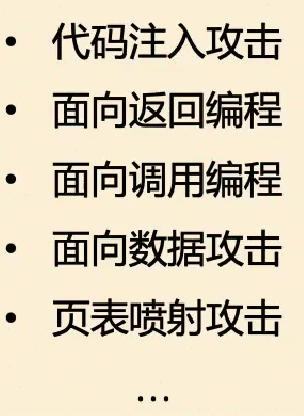 • 代码注入攻击
• 面向返回编程
• 面向调用编程
• 面向数据攻击
• 页表喷射攻击
...